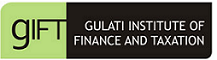 gIFT
GULATI INSTITUTE OF
FINANCE AND TAXATION